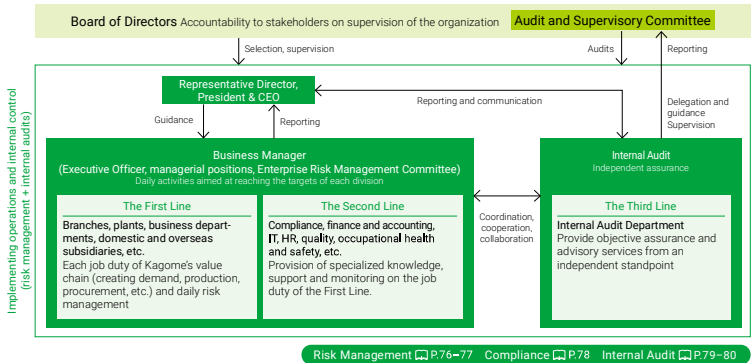 Board of Directors Accountability to stakeholders on supervision of the organization
Audit and Supervisory Committee
Selection, supervision
Audits
Reporting
Implementing operations and internal control
(risk management + internal audits)
Representative Director,
President & CEO
Reporting and communication
Delegation and
guidance
Supervision
Guidance
Reporting
Business Manager
(Executive Officer, managerial positions, Enterprise Risk Management Committee)
Daily activities aimed at reaching the targets of each division
The First Line
Branches, plants, business depart-
ments, domestic and overseas
subsidiaries, etc.
Each job duty of Kagome's value
chain (creating demand, production,
procurement, etc.) and daily risk
management
The Second Line
Compliance, finance and accounting,
IT, HR, quality, occupational health
and safety, etc.
Provision of specialized knowledge,
support and monitoring on the job
duty of the First Line.
Coordination,
cooperation,
collaboration
Internal Audit
Independent assurance
The Third Line
Internal Audit Department
Provide objective assurance and
advisory services from an
independent standpoint
Risk Management P.76–77 Compliance P.78 Internal Audit P.79–80